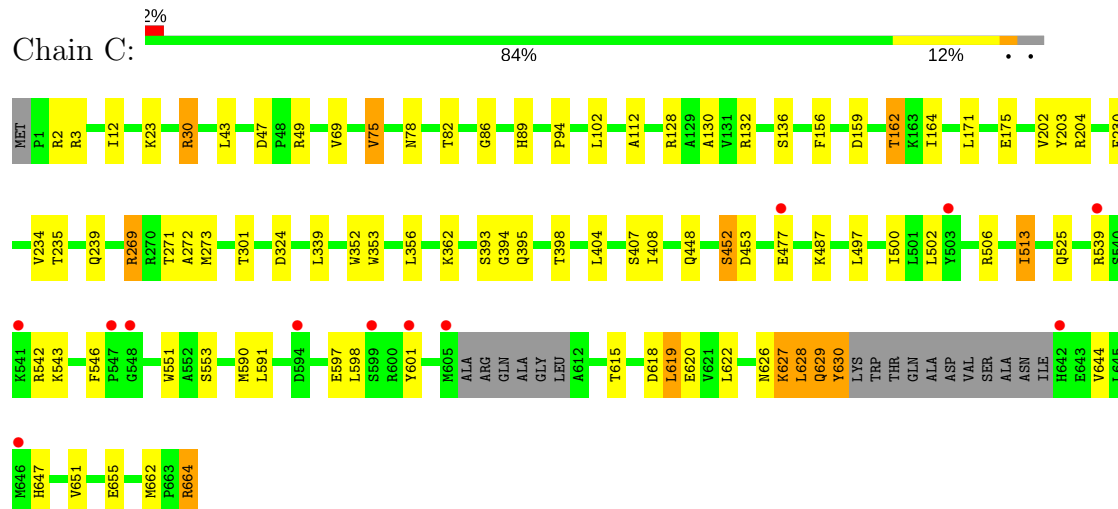 2%
Chain C:
84% 12% • •
MET P1 R2 R3 I12 K23 R30 L43 D47 P48 R49 V69 V75 N78 T82 G86 H89 P94 L102 A112 R128 A129 A130 V131 R132 S136 F156 D159 T162 K163 I164 L171 E175 V202 Y203 R204
V234 T235 Q239 R269 R270 T271 A272 M273 T301 D324 L339 W352 W353 L356 K362 S393 G394 Q395 T398 L404 S407 I408 Q448 S452 D453 E477 K487 L497 I500 L501 L502 Y503 R506 I513 Q525 R539 S540
K541 R542 K543 F546 P547 G548 W551 A552 S553 M590 L591 D594 E597 L598 S599 R600 Y601 M605 ALA ARG GLN ALA GLY LEU A612 T615 D618 L619 E620 V621 L622 N626 K627 L628 Q629 Y630 LYS TRP THR GLN ALA ASP VAL SER ALA ASN ILE H642 E643 V644 L645
M646 H647 V651 E655 M662 P663 R664